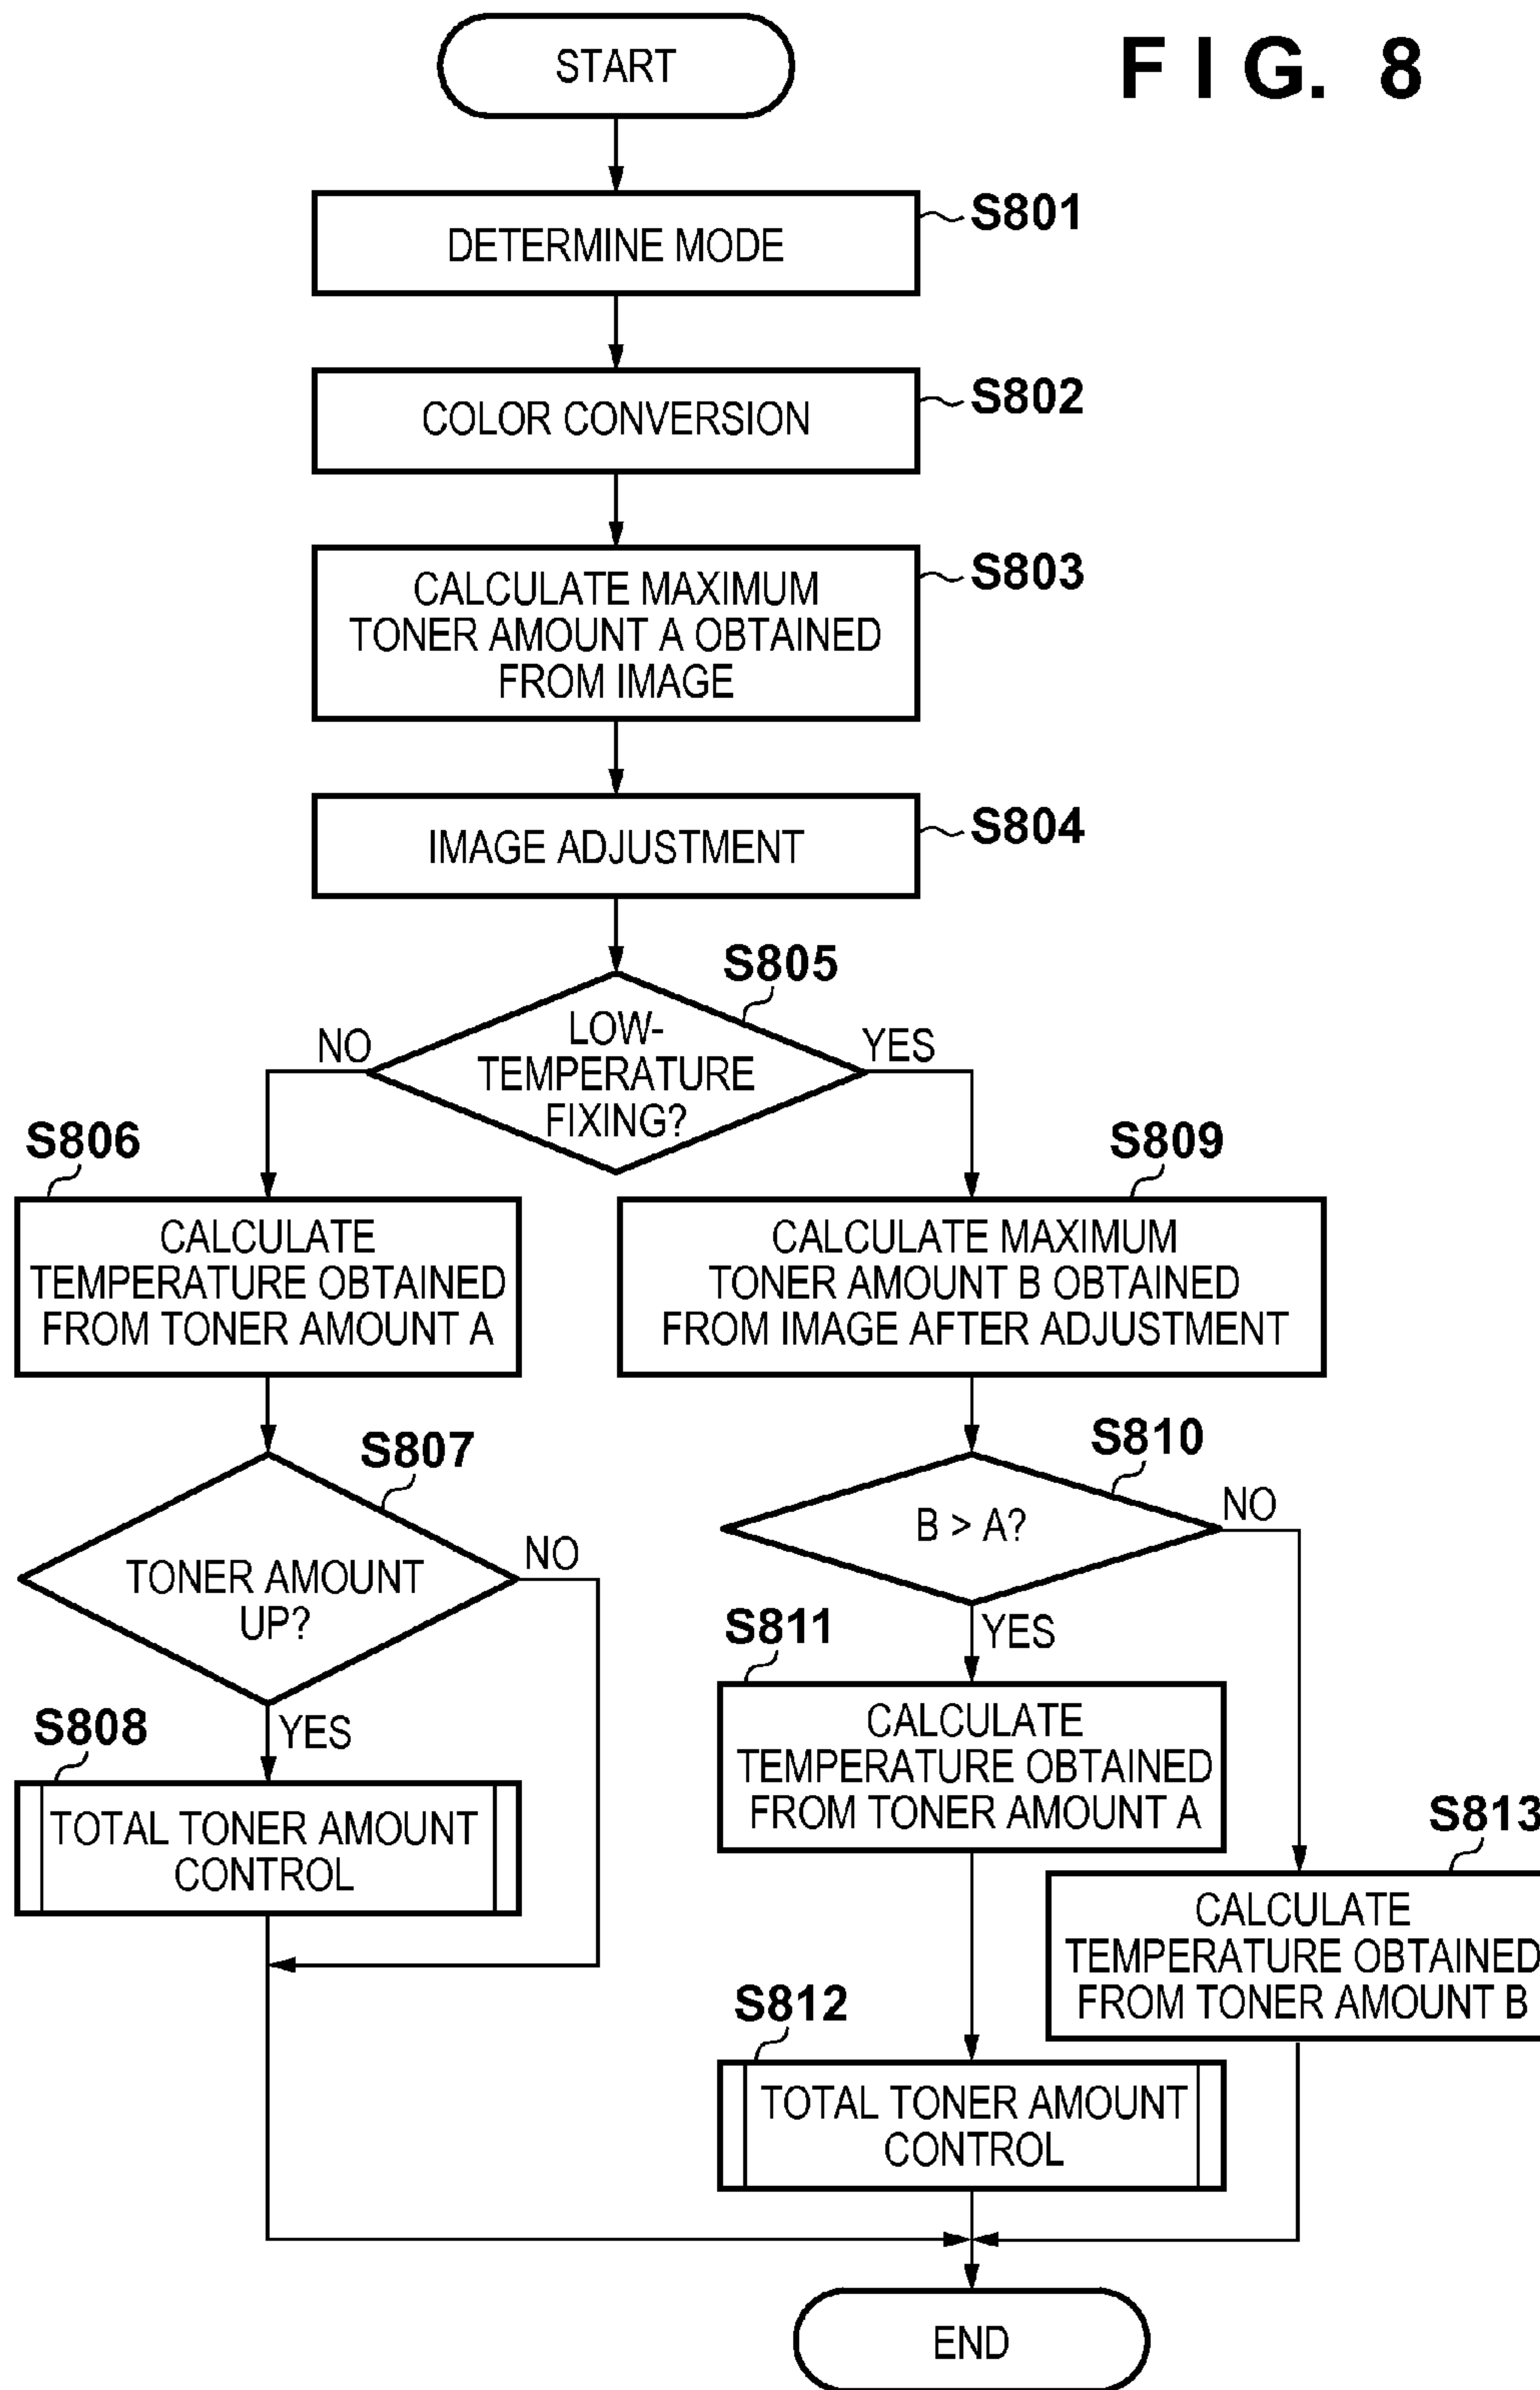 FIG. 8
START
S801
DETERMINE MODE
S802
COLOR CONVERSION
S803
CALCULATE MAXIMUM
TONER AMOUNT A OBTAINED
FROM IMAGE
S804
IMAGE ADJUSTMENT
S805
LOW-
TEMPERATURE
FIXING?
NO
YES
S806
CALCULATE
TEMPERATURE OBTAINED
FROM TONER AMOUNT A
S807
TONER AMOUNT
UP?
NO
YES
S808
TOTAL TONER AMOUNT
CONTROL
S809
CALCULATE MAXIMUM
TONER AMOUNT B OBTAINED
FROM IMAGE AFTER ADJUSTMENT
S810
B > A?
NO
YES
S811
CALCULATE
TEMPERATURE OBTAINED
FROM TONER AMOUNT A
S812
TOTAL TONER AMOUNT
CONTROL
S813
CALCULATE
TEMPERATURE OBTAINED
FROM TONER AMOUNT B
END